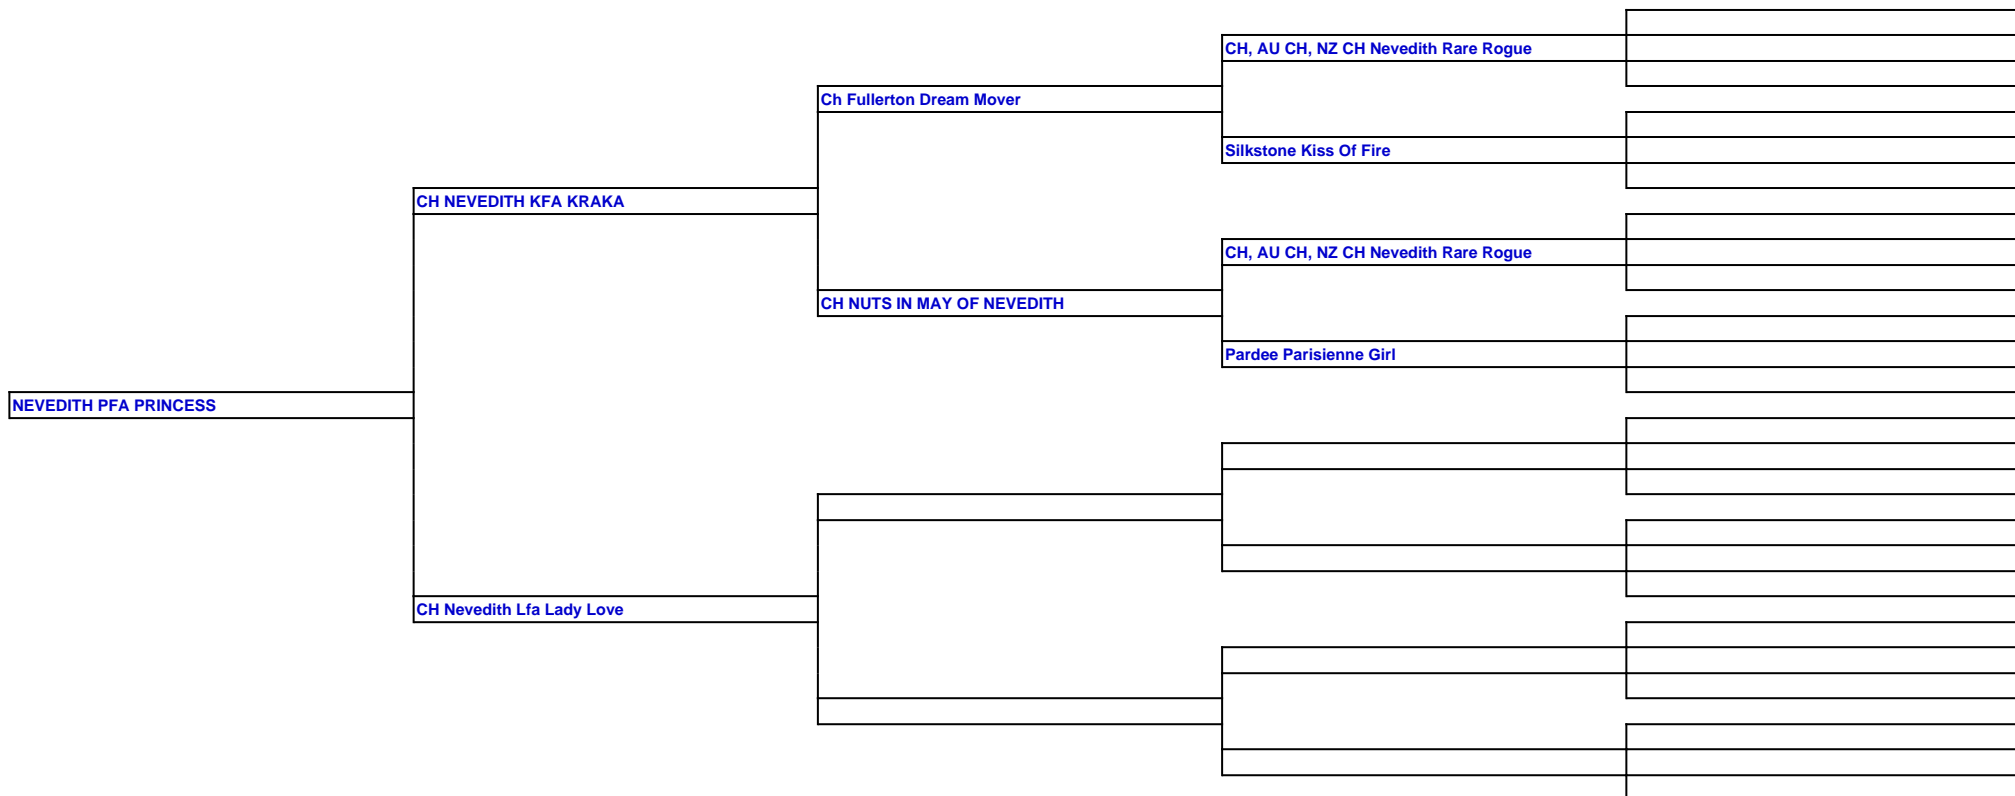 CH, AU CH, NZ CH Nevedith Rare Rogue
Ch Fullerton Dream Mover
Silkstone Kiss Of Fire
CH NEVEDITH KFA KRAKA
CH, AU CH, NZ CH Nevedith Rare Rogue
CH NUTS IN MAY OF NEVEDITH
Pardee Parisienne Girl
NEVEDITH PFA PRINCESS
CH Nevedith Lfa Lady Love